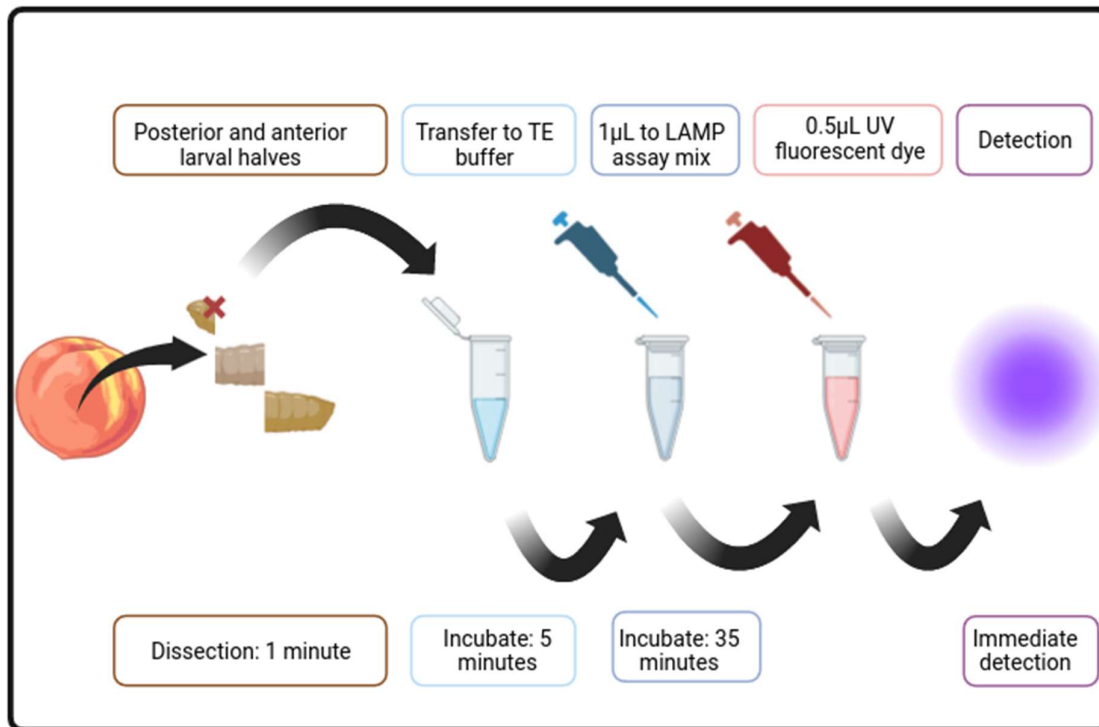 Posterior and anterior
larval halves
Transfer to TE
buffer
1µL to LAMP
assay mix
0.5µL UV
fluorescent dye
Detection
Dissection: 1 minute
Incubate: 5
minutes
Incubate: 35
minutes
Immediate
detection